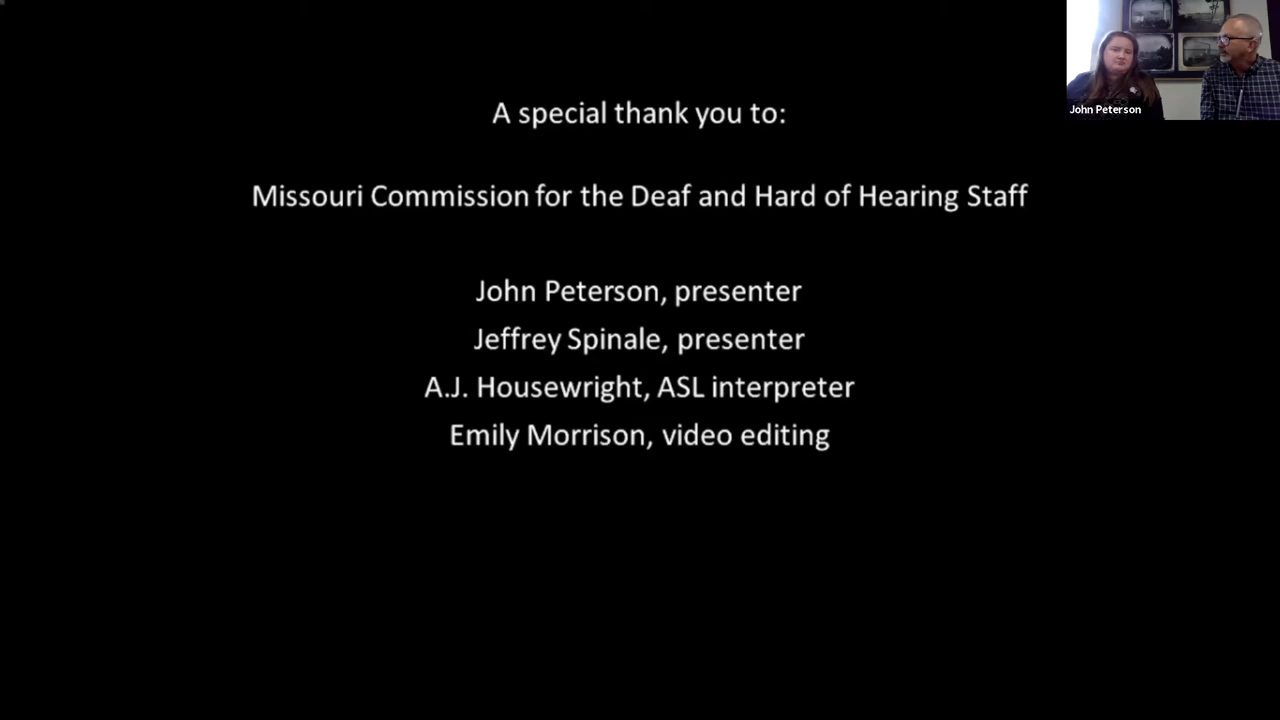 A special thank you to:
Missouri Commission for the Deaf and Hard of Hearing Staff
John Peterson, presenter
Jeffrey Spinale, presenter
A.J. Housewright, ASL interpreter
Emily Morrison, video editing
John Peterson